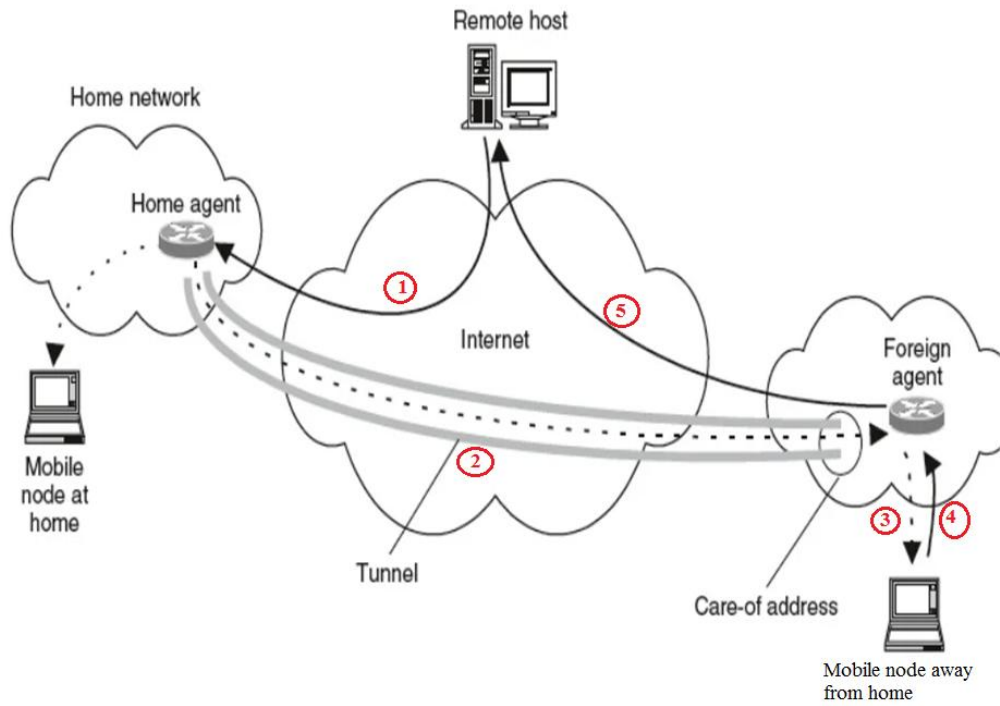 Remote host
Home network
Home agent
1
5
Internet
Foreign
agent
2
3
4
Mobile
node at
home
Tunnel
Care-of address
Mobile node away
from home